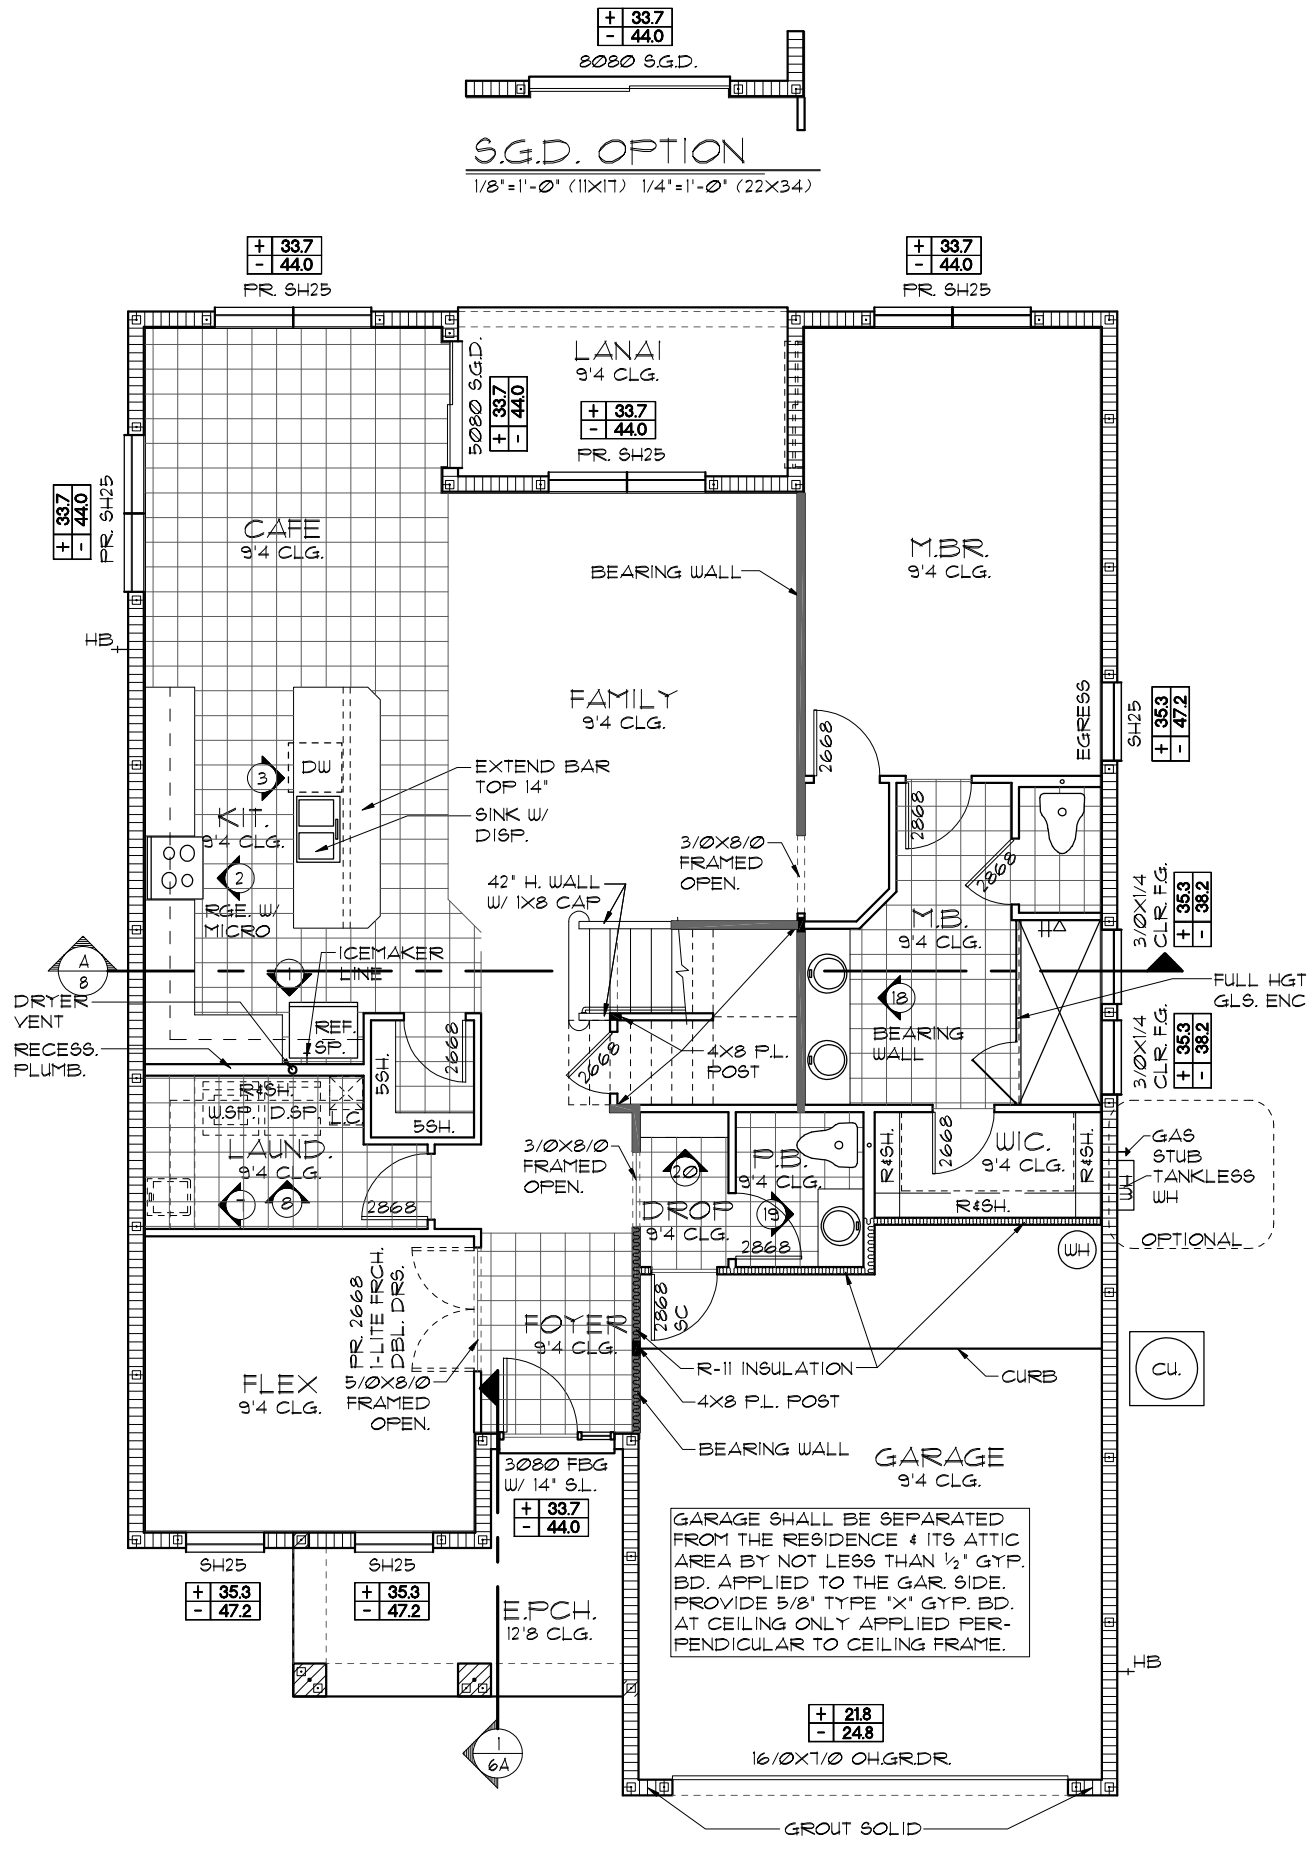 + 33.7
- 44.0
8080 S.G.D.
S.G.D. OPTION
1/8"=1'-0" (11X17) 1/4"=1'-0" (22X34)
+ 33.7
- 44.0
PR. SH25
+ 33.7
- 44.0
PR. SH25
LANAI
9'4 CLG.
5080 S.G.D.
+ 33.7
- 44.0
+ 33.7
- 44.0
PR. SH25
+ 33.7
- 44.0
PR. SH25
CAFE
9'4 CLG.
M.BR.
9'4 CLG.
BEARING WALL
HB
FAMILY
9'4 CLG.
2668
EGRESS
SH25
+ 35.3
- 47.2
DW
3
EXTEND BAR
TOP 14"
SINK W/
DISP.
KIT.
9'4 CLG.
2
RGE. W/
MICRO
3/0X8/0
FRAMED
OPEN.
2868
2668
42" H. WALL
W/ 1X8 CAP
M.B.
9'4 CLG.
3/0X1/4
CLR. FG.
+ 35.3
- 38.2
A
8
1
ICEMAKER
LINE
18
FULL HGT
GLS. ENC
DRYER
VENT
REF.
SP.
RECESS.
PLUMB.
2668
5SH.
5SH.
2668
4X8 P.L.
POST
BEARING
WALL
3/0X1/4
CLR. FG.
+ 35.3
- 38.2
R&SH.
W.SP. D.SP
L.C.
LAUND.
9'4 CLG.
8
2868
3/0X8/0
FRAMED
OPEN.
20
DROP
9'4 CLG.
P.B.
9'4 CLG.
19
2868
R&SH.
2668
W.I.C.
9'4 CLG.
R&SH.
R&SH.
GAS
STUB
TANKLESS
WH
WH
OPTIONAL
WH
PR. 2668
1-LITE FRCH.
DBL. DRS.
FOYER
9'4 CLG.
2868
SC
R-11 INSULATION
CURB
CU.
FLEX
9'4 CLG.
5/0X8/0
FRAMED
OPEN.
4X8 P.L. POST
BEARING WALL
GARAGE
9'4 CLG.
3080 FBG
W/ 14" S.L.
+ 33.7
- 44.0
GARAGE SHALL BE SEPARATED
FROM THE RESIDENCE & ITS ATTIC
AREA BY NOT LESS THAN 1/2" GYP.
BD. APPLIED TO THE GAR. SIDE.
PROVIDE 5/8" TYPE "X" GYP. BD.
AT CEILING ONLY APPLIED PER-
PENDICULAR TO CEILING FRAME.
SH25
+ 35.3
- 47.2
SH25
+ 35.3
- 47.2
E.PCH.
12'8 CLG.
HB
+ 21.8
- 24.8
16/0X7/0 OH.GR.DR.
1
6A
GROUT SOLID